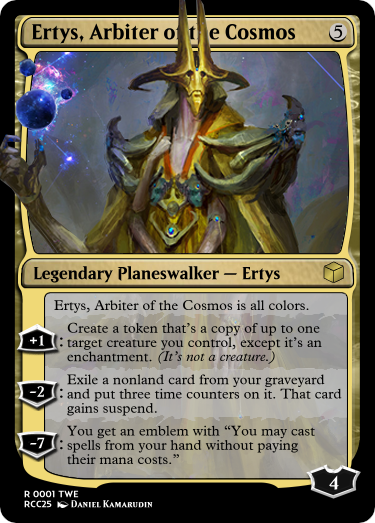 Ertys, Arbiter of the Cosmos 5
Legendary Planeswalker — Ertys
Ertys, Arbiter of the Cosmos is all colors.
+1: Create a token that's a copy of up to one
target creature you control, except it's an
enchantment. (It's not a creature.)
-2: Exile a nonland card from your graveyard
and put three time counters on it. That card
gains suspend.
-7: You get an emblem with “You may cast
spells from your hand without paying
their mana costs.”
4
R 0001 TWE
RCC25 Daniel Kamarudin